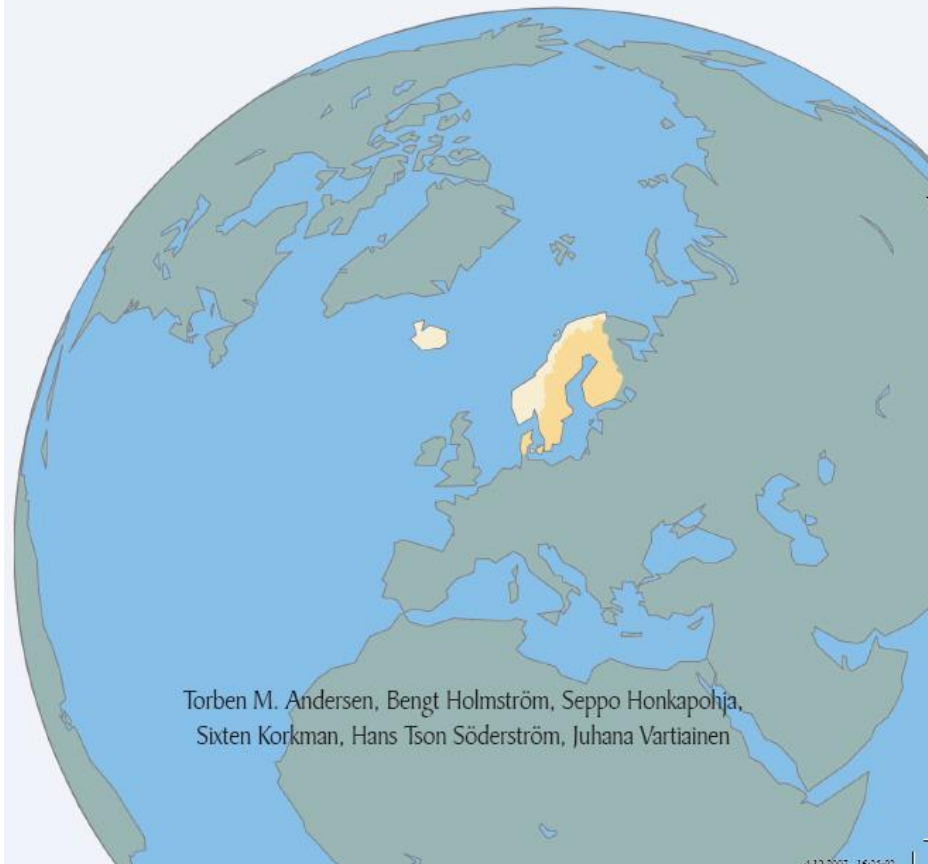 Torben M. Andersen, Bengt Holmström, Seppo Honkapohja,
Sixten Korkman, Hans Tson Söderström, Juhana Vartiainen